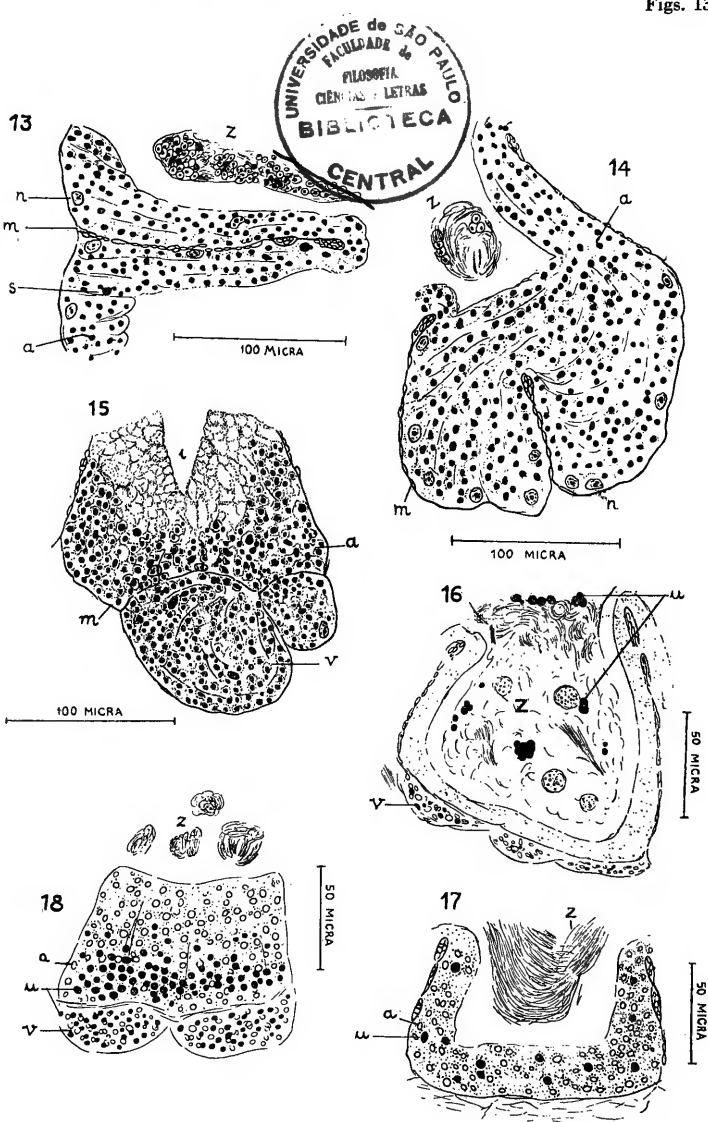 Figs. 13
UNIVERSIDADE de SÃO PAULO
FACULDADE de
FILOSOFIA
CIÊNCIAS LETRAS
BIBLIOTECA
CENTRAL
13
z
n
m
s
a
100 MICRA
14
z
a
m
n
100 MICRA
15
i
a
m
v
100 MICRA
16
u
z
v
50 MICRA
18
z
a
u
v
50 MICRA
17
z
a
u
50 MICRA